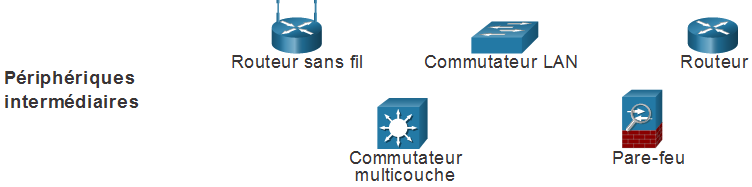 Routeur sans fil
Commutateur LAN
Routeur
Périphériques
intermédiaires
Commutateur
multicouche
Pare-feu